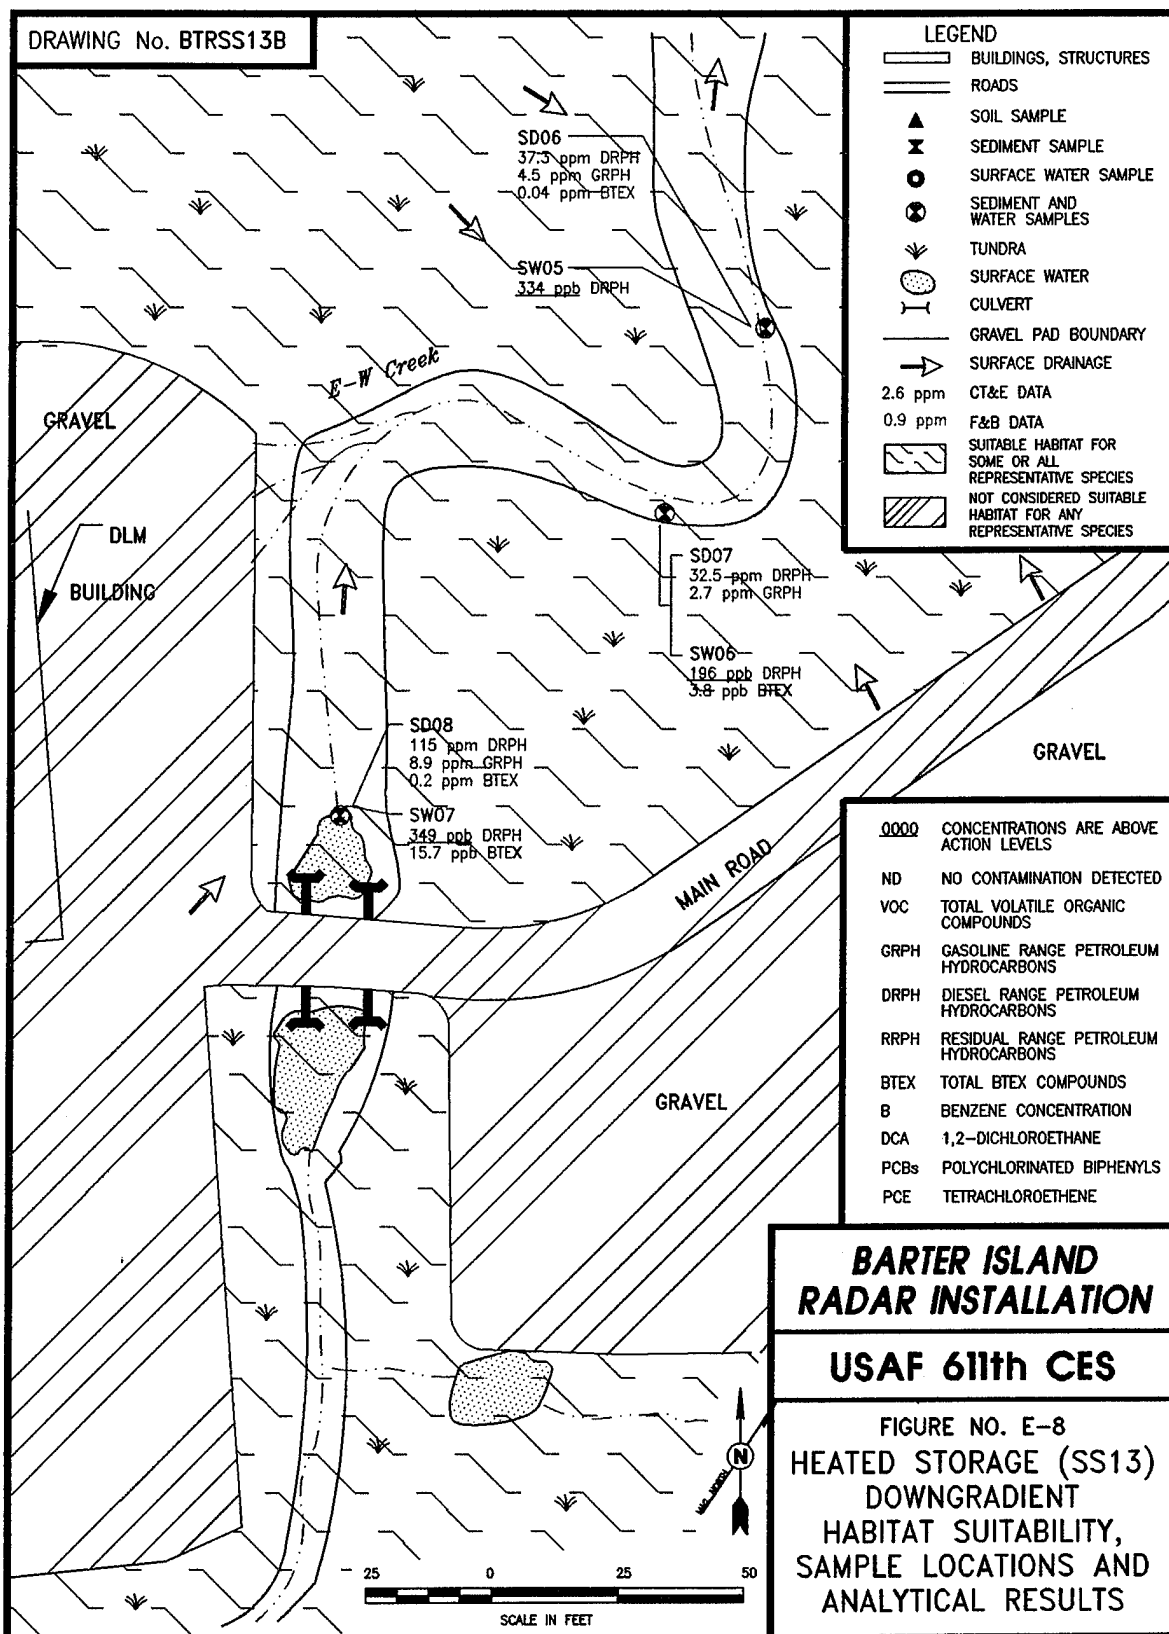 DRAWING No. BTRSS13B
SD06
37.3 ppm DRPH
4.5 ppm GRPH
0.04 ppm BTEX
SW05
334 ppb DRPH
E-W Creek
GRAVEL
DLM
BUILDING
SD07
32.5 ppm DRPH
2.7 ppm GRPH
SW06
196 ppb DRPH
3.8 ppb BTEX
SD08
115 ppm DRPH
8.9 ppm GRPH
0.2 ppm BTEX
SW07
349 ppb DRPH
15.7 ppb BTEX
MAIN ROAD
GRAVEL
GRAVEL
LEGEND
BUILDINGS, STRUCTURES
ROADS
SOIL SAMPLE
SEDIMENT SAMPLE
SURFACE WATER SAMPLE
SEDIMENT AND
WATER SAMPLES
TUNDRA
SURFACE WATER
CULVERT
GRAVEL PAD BOUNDARY
SURFACE DRAINAGE
2.6 ppm CT&E DATA
0.9 ppm F&B DATA
SUITABLE HABITAT FOR
SOME OR ALL
REPRESENTATIVE SPECIES
NOT CONSIDERED SUITABLE
HABITAT FOR ANY
REPRESENTATIVE SPECIES
0000 CONCENTRATIONS ARE ABOVE
ACTION LEVELS
ND NO CONTAMINATION DETECTED
VOC TOTAL VOLATILE ORGANIC
COMPOUNDS
GRPH GASOLINE RANGE PETROLEUM
HYDROCARBONS
DRPH DIESEL RANGE PETROLEUM
HYDROCARBONS
RRPH RESIDUAL RANGE PETROLEUM
HYDROCARBONS
BTEX TOTAL BTEX COMPOUNDS
B BENZENE CONCENTRATION
DCA 1,2-DICHLOROETHANE
PCBs POLYCHLORINATED BIPHENYLS
PCE TETRACHLOROETHENE
BARTER ISLAND
RADAR INSTALLATION
USAF 611th CES
FIGURE NO. E-8
HEATED STORAGE (SS13)
DOWNGRADIENT
HABITAT SUITABILITY,
SAMPLE LOCATIONS AND
ANALYTICAL RESULTS
N
25 0 25 50
SCALE IN FEET